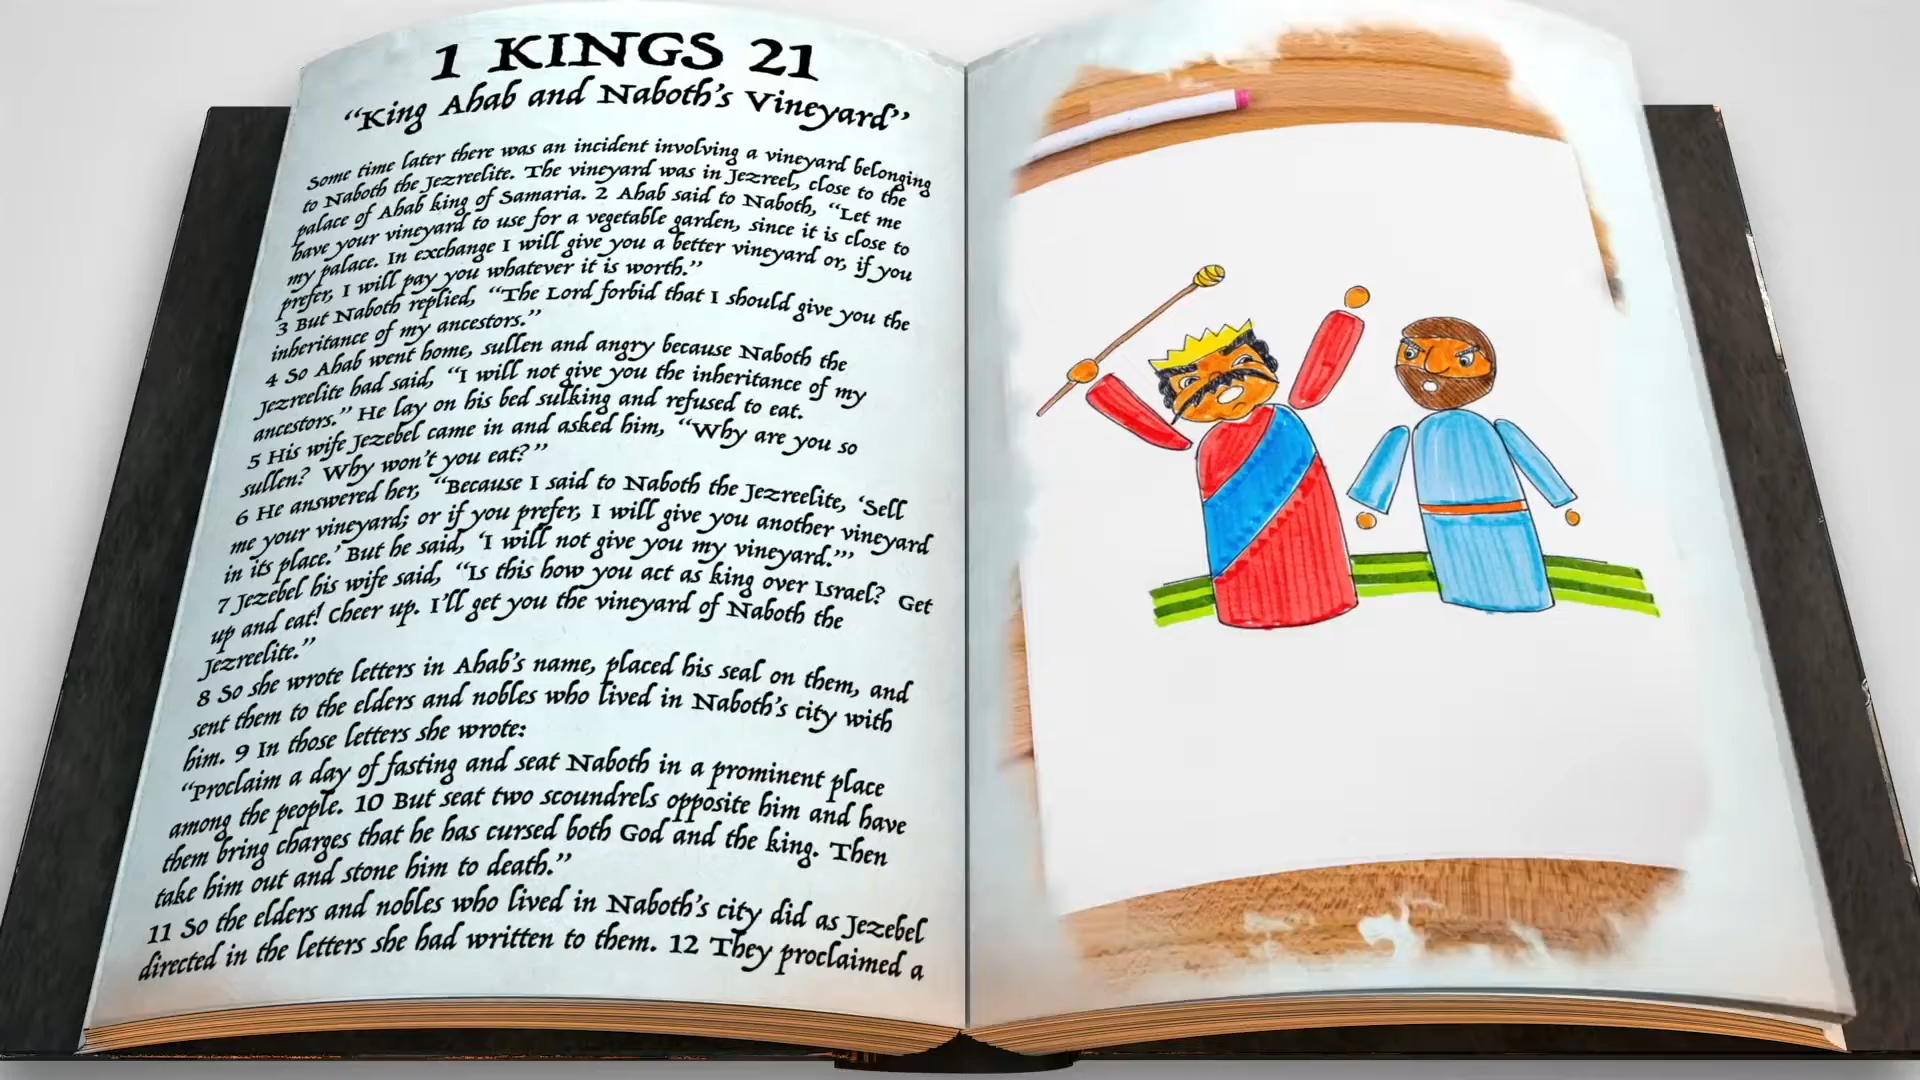 1 KINGS 21
“King Ahab and Naboth’s Vineyard”
Some time later there was an incident involving a vineyard belonging
to Naboth the Jezreelite. The vineyard was in Jezreel, close to the
palace of Ahab king of Samaria. 2 Ahab said to Naboth, “Let me
have your vineyard to use for a vegetable garden, since it is close to
my palace. In exchange I will give you a better vineyard or, if you
prefer, I will pay you whatever it is worth.”
3 But Naboth replied, “The Lord forbid that I should give you the
inheritance of my ancestors.”
4 So Ahab went home, sullen and angry because Naboth the
Jezreelite had said, “I will not give you the inheritance of my
ancestors.” He lay on his bed sulking and refused to eat.
5 His wife Jezebel came in and asked him, “Why are you so
sullen? Why won’t you eat?”
6 He answered her, “Because I said to Naboth the Jezreelite, ‘Sell
me your vineyard; or if you prefer, I will give you another vineyard
in its place.’ But he said, ‘I will not give you my vineyard.’”
7 Jezebel his wife said, “Is this how you act as king over Israel? Get
up and eat! Cheer up. I’ll get you the vineyard of Naboth the
Jezreelite.”
8 So she wrote letters in Ahab’s name, placed his seal on them, and
sent them to the elders and nobles who lived in Naboth’s city with
him. 9 In those letters she wrote:
“Proclaim a day of fasting and seat Naboth in a prominent place
among the people. 10 But seat two scoundrels opposite him and have
them bring charges that he has cursed both God and the king. Then
take him out and stone him to death.”
11 So the elders and nobles who lived in Naboth’s city did as Jezebel
directed in the letters she had written to them. 12 They proclaimed a